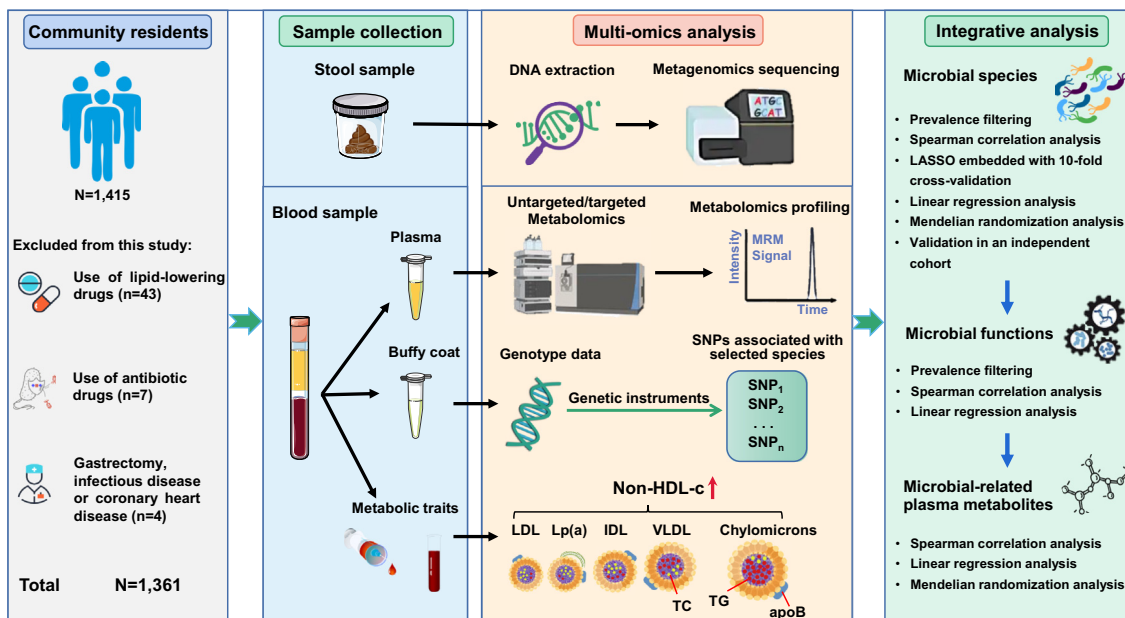 Community residents
N=1,415
Excluded from this study:
Use of lipid-lowering
drugs (n=43)
Use of antibiotic
drugs (n=7)
Gastrectomy,
infectious disease
or coronary heart
disease (n=4)
Total N=1,361
Sample collection
Stool sample
Blood sample
Plasma
Buffy coat
Metabolic traits
Multi-omics analysis
DNA extraction
Metagenomics sequencing
ATGC
GCAT
Untargeted/targeted
Metabolomics
Metabolomics profiling
Intensity
MRM
Signal
Time
Genotype data
SNPs associated with
selected species
Genetic instruments
SNP1
SNP2
. . .
SNPn
Non-HDL-c
LDL Lp(a) IDL VLDL Chylomicrons
TC
TG
apoB
Integrative analysis
Microbial species
• Prevalence filtering
• Spearman correlation analysis
• LASSO embedded with 10-fold
cross-validation
• Linear regression analysis
• Mendelian randomization analysis
• Validation in an independent
cohort
Microbial functions
• Prevalence filtering
• Spearman correlation analysis
• Linear regression analysis
Microbial-related
plasma metabolites
• Spearman correlation analysis
• Linear regression analysis
• Mendelian randomization analysis